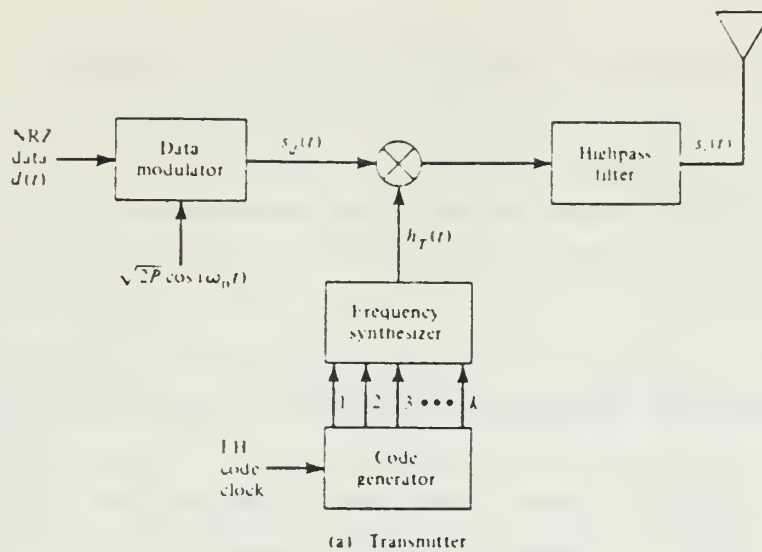 NRZ
data
d(t)
Data
modulator
s_d(t)
Highpass
filter
s_t(t)
√2P cos(ω₀t)
h_T(t)
Frequency
synthesizer
1 2 3 ••• k
FH
code
clock
Code
generator
(a) Transmitter